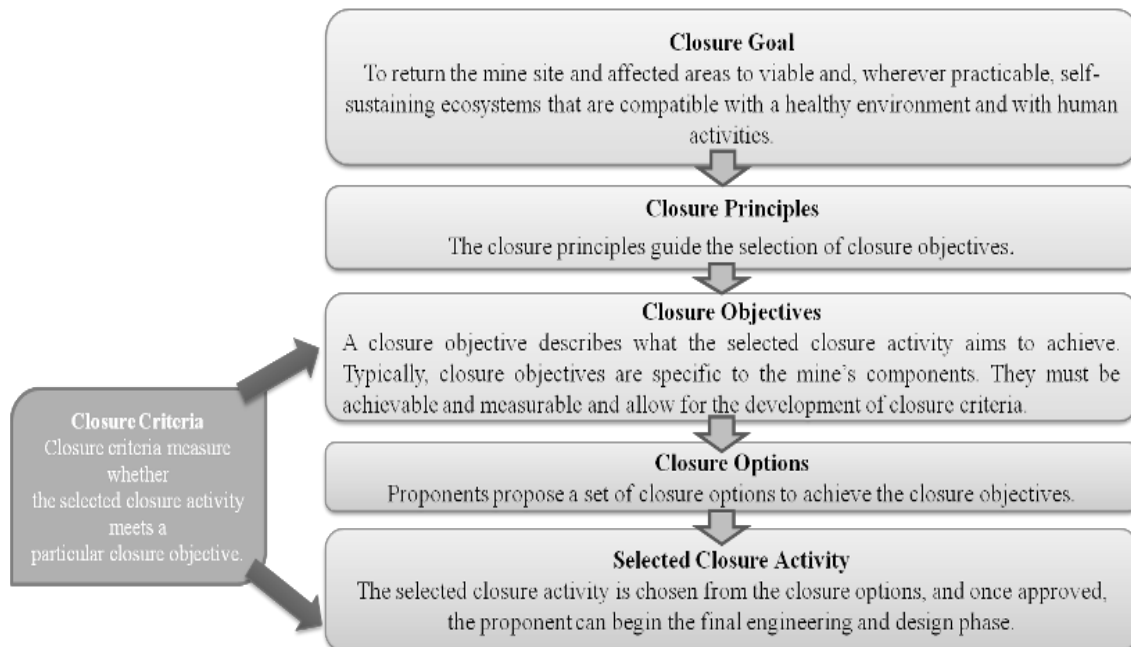 Closure Goal
To return the mine site and affected areas to viable and, wherever practicable, self-
sustaining ecosystems that are compatible with a healthy environment and with human
activities.
Closure Principles
The closure principles guide the selection of closure objectives.
Closure Objectives
A closure objective describes what the selected closure activity aims to achieve.
Typically, closure objectives are specific to the mine’s components. They must be
achievable and measurable and allow for the development of closure criteria.
Closure Criteria
Closure criteria measure
whether
the selected closure activity
meets a
particular closure objective.
Closure Options
Proponents propose a set of closure options to achieve the closure objectives.
Selected Closure Activity
The selected closure activity is chosen from the closure options, and once approved,
the proponent can begin the final engineering and design phase.